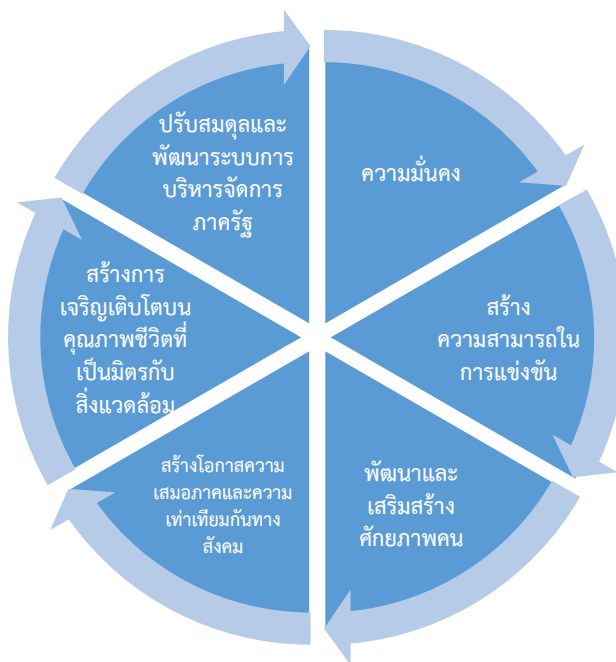 ความมั่นคง
สร้าง
ความสามารถใน
การแข่งขัน
พัฒนาและ
เสริมสร้าง
ศักยภาพคน
สร้างโอกาสความ
เสมอภาคและความ
เท่าเทียมกันทาง
สังคม
สร้างการ
เจริญเติบโตบน
คุณภาพชีวิตที่
เป็นมิตรกับ
สิ่งแวดล้อม
ปรับสมดุลและ
พัฒนาระบบการ
บริหารจัดการ
ภาครัฐ